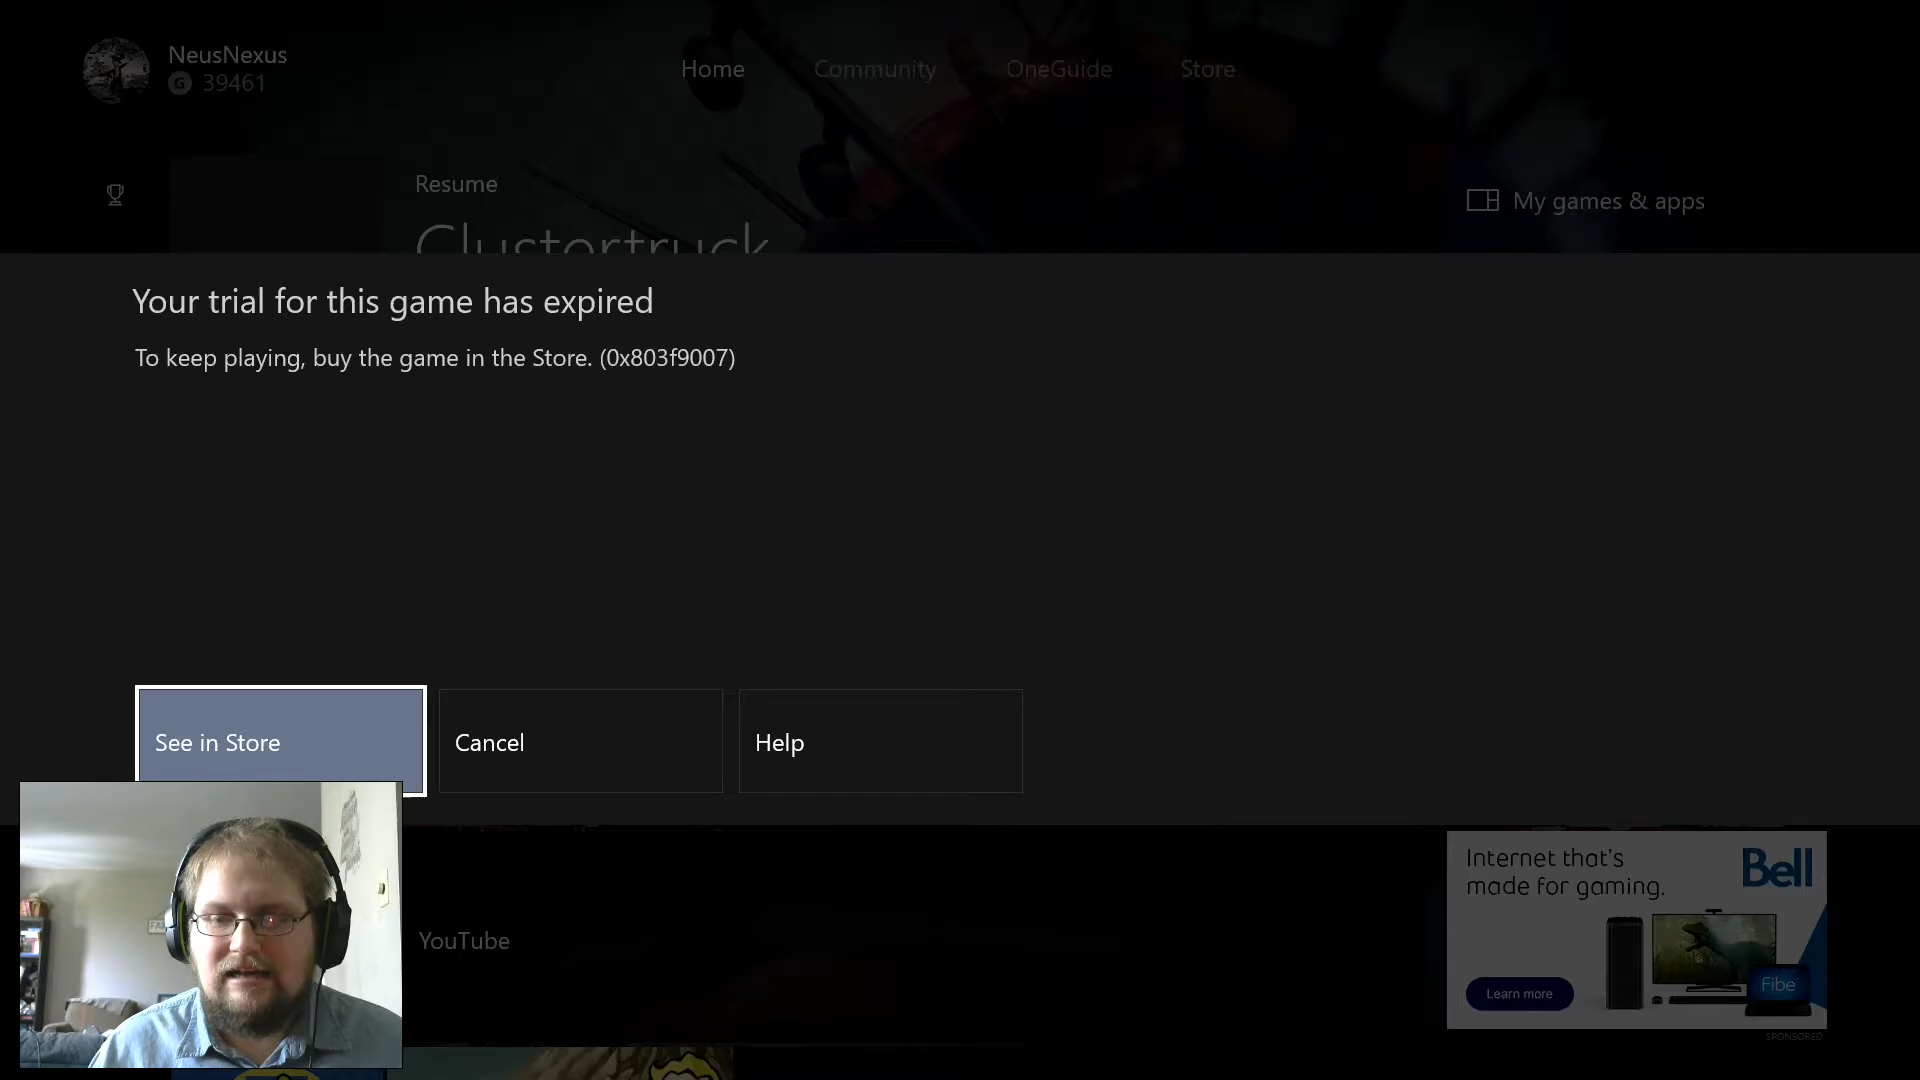 NeusNexus
G 39461
Home
Community
OneGuide
Store
Resume
Clustertruck
My games & apps
Your trial for this game has expired
To keep playing, buy the game in the Store. (0x803f9007)
See in Store
Cancel
Help
YouTube
Internet that's
made for gaming.
Bell
Learn more
Fibe
SPONSORED